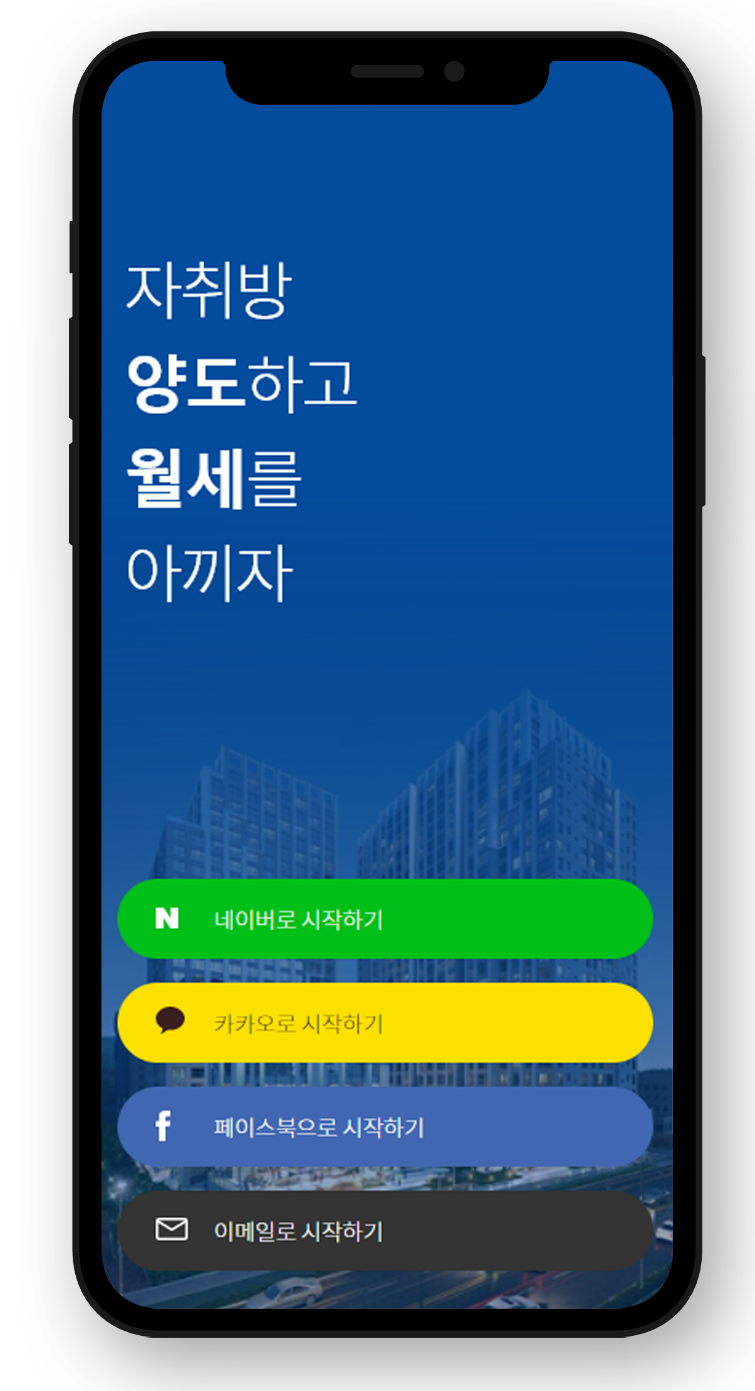 자취방
양도하고
월세를
아끼자
N 네이버로 시작하기
카카오로 시작하기
f 페이스북으로 시작하기
이메일로 시작하기